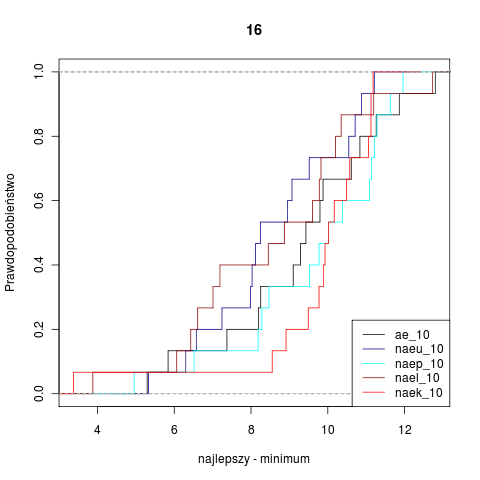 16
Prawdopodobieństwo
1.0
0.8
0.6
0.4
0.2
0.0
4 6 8 10 12
najlepszy - minimum
ae_10
naeu_10
naep_10
nael_10
naek_10